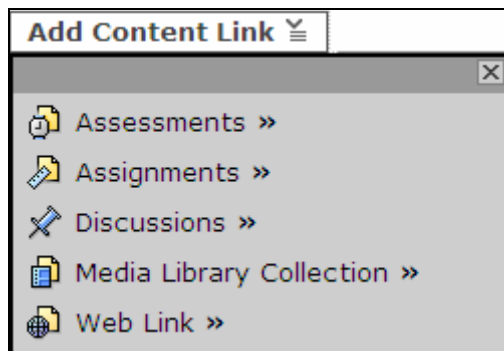 Add Content Link
Assessments »
Assignments »
Discussions »
Media Library Collection »
Web Link »